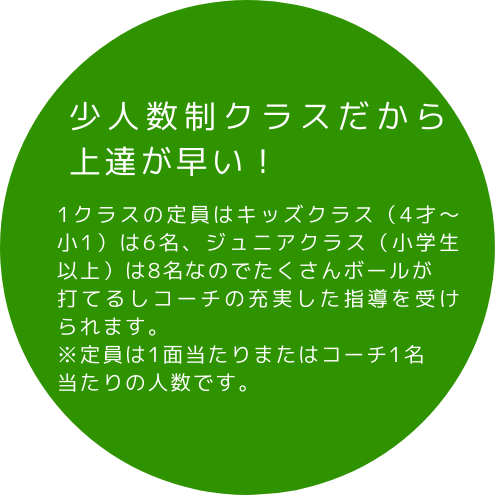 少人数制クラスだから
上達が早い！
1クラスの定員はキッズクラス（4才～
小1）は6名、ジュニアクラス（小学生
以上）は8名なのでたくさんボールが
打てるしコーチの充実した指導を受け
られます。
※定員は1面当たりまたはコーチ1名
当たりの人数です。